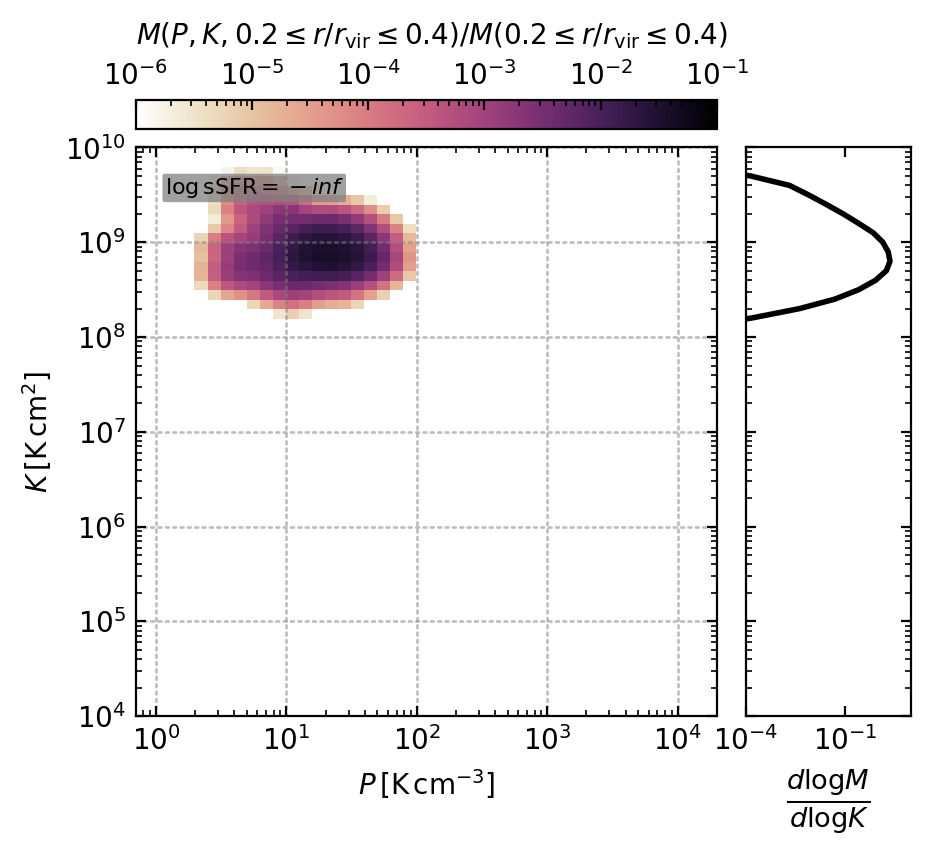 M(P, K, 0.2 ≤ r/r_vir ≤ 0.4)/M(0.2 ≤ r/r_vir ≤ 0.4)
10^−6 10^−5 10^−4 10^−3 10^−2 10^−1
10^10
log sSFR = −inf
10^9
10^8
10^7
10^6
10^5
10^4
K [K cm^2]
10^0 10^1 10^2 10^3 10^4 10^−4 10^−1
P [K cm^−3]
dlogM
dlogK